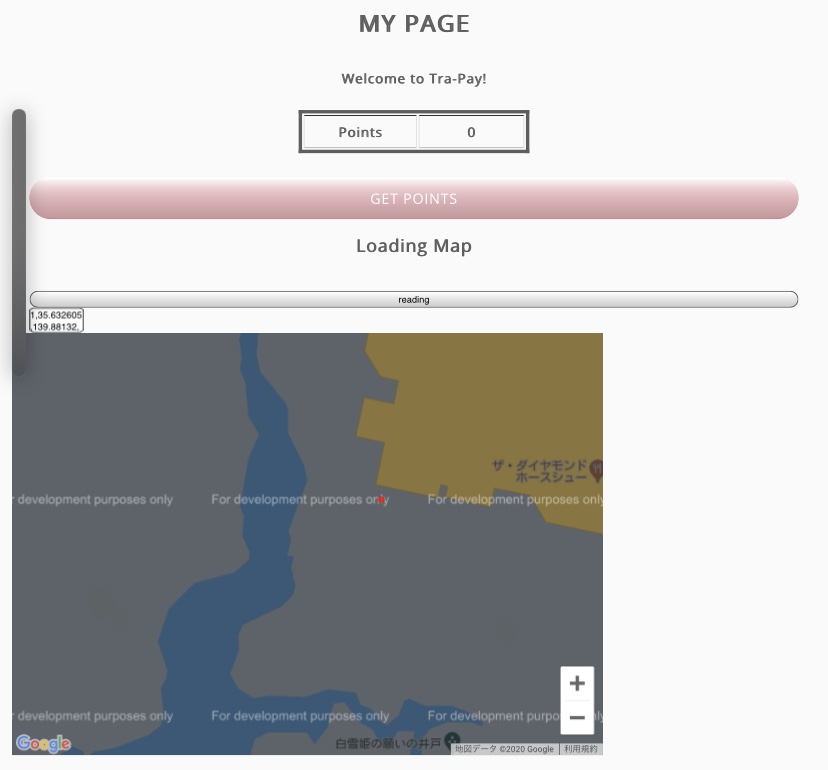 MY PAGE
Welcome to Tra-Pay!
Points 0
GET POINTS
Loading Map
reading
1,35.632605
,139.88132,
ザ・ダイヤモンド
ホースシュー
r development purposes only For development purposes only For development purposes only
r development purposes only For development purposes only For development purposes only
Google
白雪姫の願いの井戸
地図データ ©2020 Google 利用規約